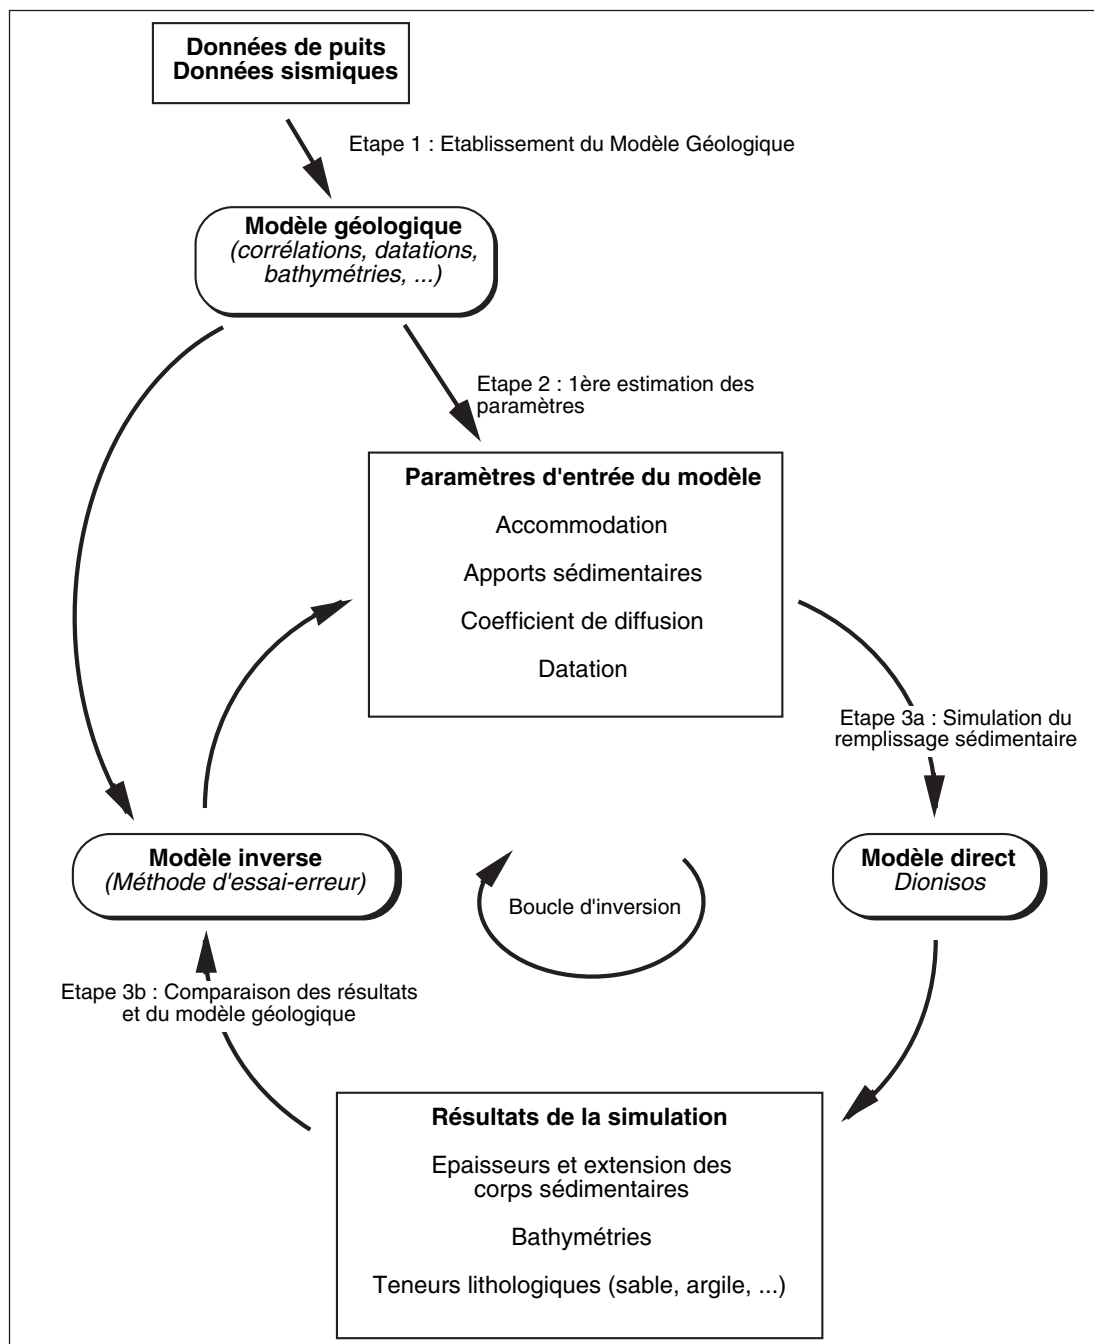 Données de puits
Données sismiques
Etape 1 : Etablissement du Modèle Géologique
Modèle géologique
(corrélations, datations,
bathymétries, ...)
Etape 2 : 1ère estimation des
paramètres
Paramètres d'entrée du modèle
Accommodation
Apports sédimentaires
Coefficient de diffusion
Datation
Etape 3a : Simulation du
remplissage sédimentaire
Modèle inverse
(Méthode d'essai-erreur)
Modèle direct
Dionisos
Boucle d'inversion
Etape 3b : Comparaison des résultats
et du modèle géologique
Résultats de la simulation
Epaisseurs et extension des
corps sédimentaires
Bathymétries
Teneurs lithologiques (sable, argile, ...)